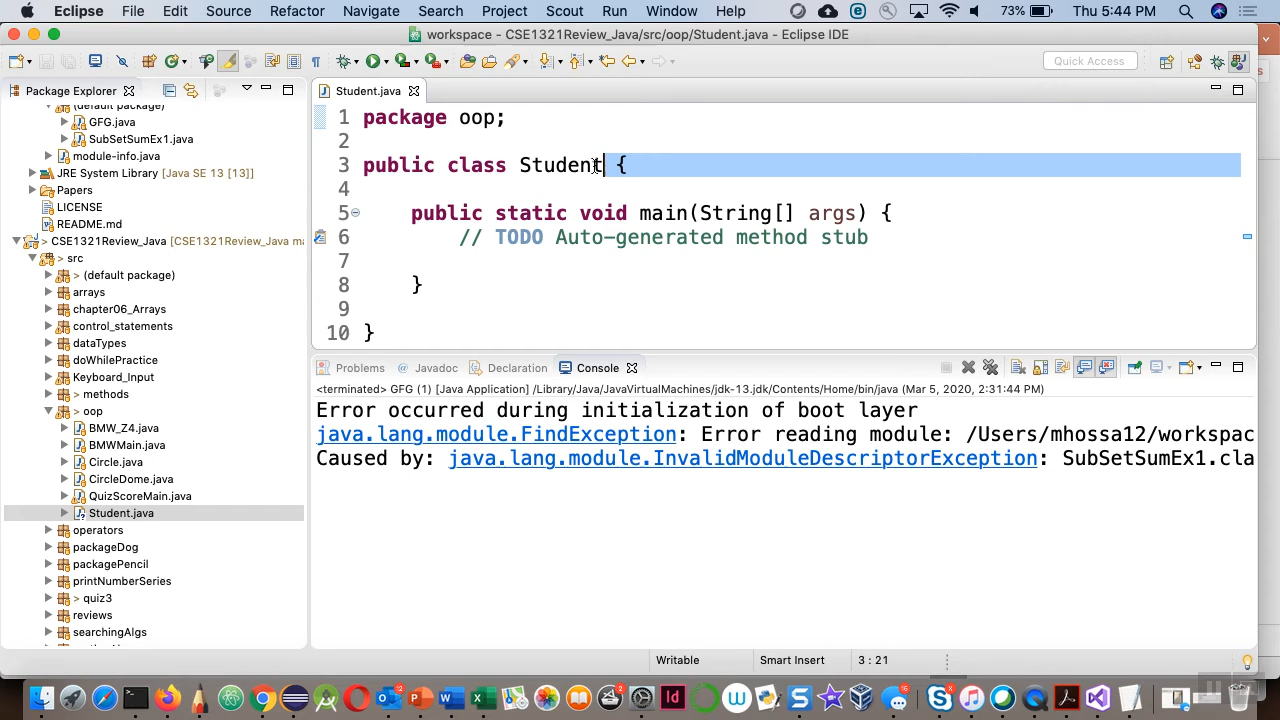 Eclipse File Edit Source Refactor Navigate Search Project Scout Run Window Help 73% Thu 5:44 PM
workspace - CSE1321Review_Java/src/oop/Student.java - Eclipse IDE
Quick Access
Package Explorer
(default package)
GFG.java
SubSetSumEx1.java
module-info.java
JRE System Library [Java SE 13 [13]]
Papers
LICENSE
README.md
> CSE1321Review_Java [CSE1321Review_Java ma
> src
> (default package)
arrays
chapter06_Arrays
control_statements
dataTypes
doWhilePractice
Keyboard_Input
> methods
> oop
BMW_Z4.java
BMWMain.java
Circle.java
CircleDome.java
QuizScoreMain.java
Student.java
operators
packageDog
packagePencil
printNumberSeries
> quiz3
reviews
searchingAlgs
Student.java
1 package oop;
2
3 public class Student {
4
5 public static void main(String[] args) {
6 // TODO Auto-generated method stub
7
8 }
9
10 }
Problems Javadoc Declaration Console
<terminated> GFG (1) [Java Application] /Library/Java/JavaVirtualMachines/jdk-13.jdk/Contents/Home/bin/java (Mar 5, 2020, 2:31:44 PM)
Error occurred during initialization of boot layer
java.lang.module.FindException: Error reading module: /Users/mhossa12/workspac
Caused by: java.lang.module.InvalidModuleDescriptorException: SubSetSumEx1.cla
Writable Smart Insert 3 : 21